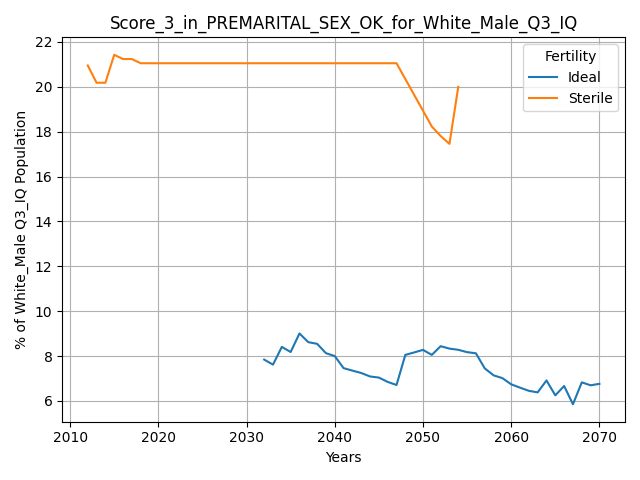 Score_3_in_PREMARITAL_SEX_OK_for_White_Male_Q3_IQ
22
20
18
16
14
12
10
8
6
% of White_Male Q3_IQ Population
Fertility
Ideal
Sterile
2010 2020 2030 2040 2050 2060 2070
Years